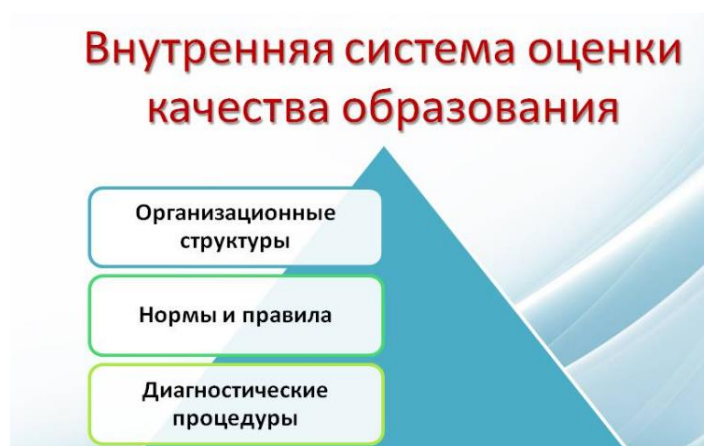 Внутренняя система оценки
качества образования
Организационные
структуры
Нормы и правила
Диагностические
процедуры